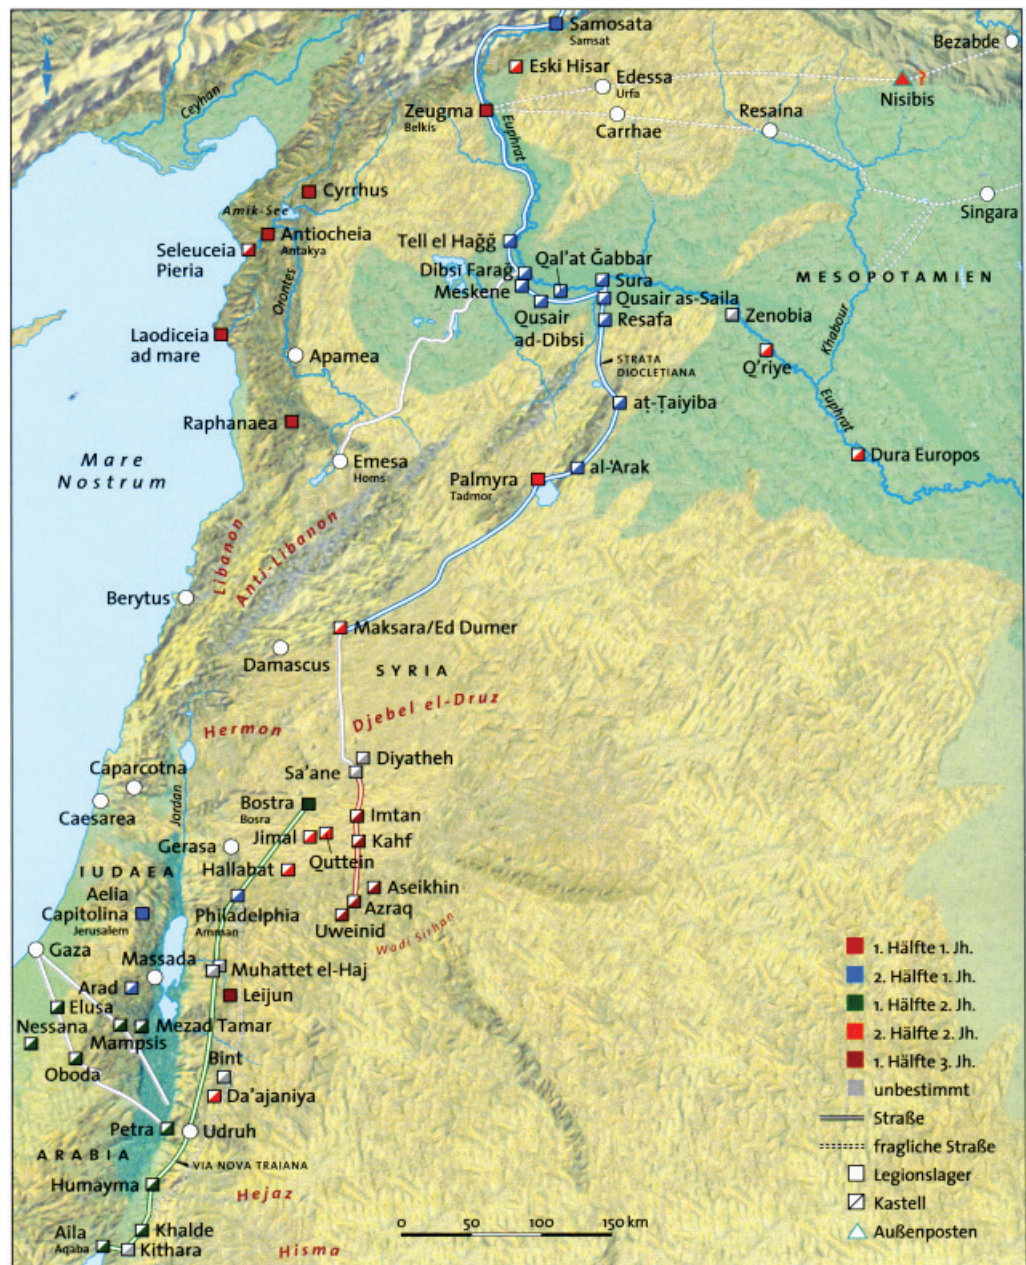 N
Samosata
Samsat
Bezabde
Ceyhan
Eski Hisar
Edessa
Urfa
Nisibis
?
Zeugma
Belkis
Euphrat
Carrhae
Resaina
Cyrrhus
Amik-See
Singara
Antiocheia
Antakya
Seleuceia
Pieria
Tell el Hağğ
Qal'at Ğabbar
MESOPOTAMIEN
Dibsi Farağ
Sura
Meskene
Qusair as-Saila
Orontes
Qusair
ad-Dibsi
Resafa
Zenobia
Khabour
Laodiceia
ad mare
Apamea
STRATA
DIOCLETIANA
Q'riye
Euphrat
aṭ-Ṭaiyiba
Raphanaea
Mare
Nostrum
Emesa
Homs
al-'Arak
Dura Europos
Palmyra
Tadmor
Libanon
Anti-Libanon
Berytus
Maksara/Ed Dumer
Damascus
SYRIA
Hermon
Djebel el-Druz
Diyatheh
Caparcotna
Sa'ane
Jordan
Caesarea
Bostra
Bosra
Imtan
Jimal
Kahf
Gerasa
Quttein
IUDAEA
Hallabat
Aseikhin
Aelia
Capitolina
Jerusalem
Philadelphia
Amman
Azraq
Uweinid
Wadi Sirhan
Gaza
Massada
Muhattet el-Haj
Arad
Leijun
Elusa
Nessana
Mezad Tamar
Mampsis
Bint
Oboda
Da'ajaniya
Petra
Udruh
ARABIA
VIA NOVA TRAIANA
Humayma
Hejaz
Khalde
Aila
Aqaba
Kithara
Hisma
0 50 100 150 km
1. Hälfte 1. Jh.
2. Hälfte 1. Jh.
1. Hälfte 2. Jh.
2. Hälfte 2. Jh.
1. Hälfte 3. Jh.
unbestimmt
Straße
fragliche Straße
Legionslager
Kastell
Außenposten